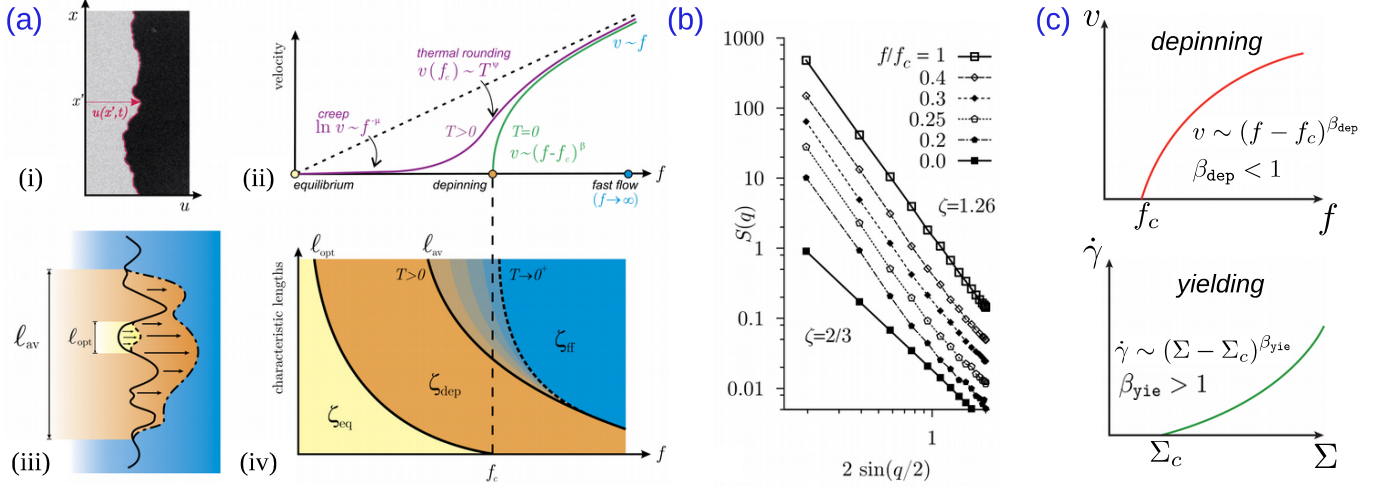 (a)
x
x'
u(x',t)
(i)
u
(ii)
velocity
thermal rounding
v(f_c) ~ T^ψ
v ~ f
creep
ln v ~ f^-μ
T>0
T=0
v~(f-f_c)^β
equilibrium
depinning
fast flow
(f→∞)
f
(iii)
ℓ_av
ℓ_opt
(iv)
characteristic lengths
ℓ_opt
ℓ_av
T>0
T→0^+
ζ_eq
ζ_dep
ζ_ff
f_c
f
(b)
1000
100
10
1
0.1
0.01
S(q)
f/f_c = 1
0.4
0.3
0.25
0.2
0.0
ζ=1.26
ζ=2/3
1
2 sin(q/2)
(c)
v
depinning
v ~ (f − f_c)^β_dep
β_dep < 1
f_c
f
γ̇
yielding
γ̇ ~ (Σ − Σ_c)^β_yie
β_yie > 1
Σ_c
Σ